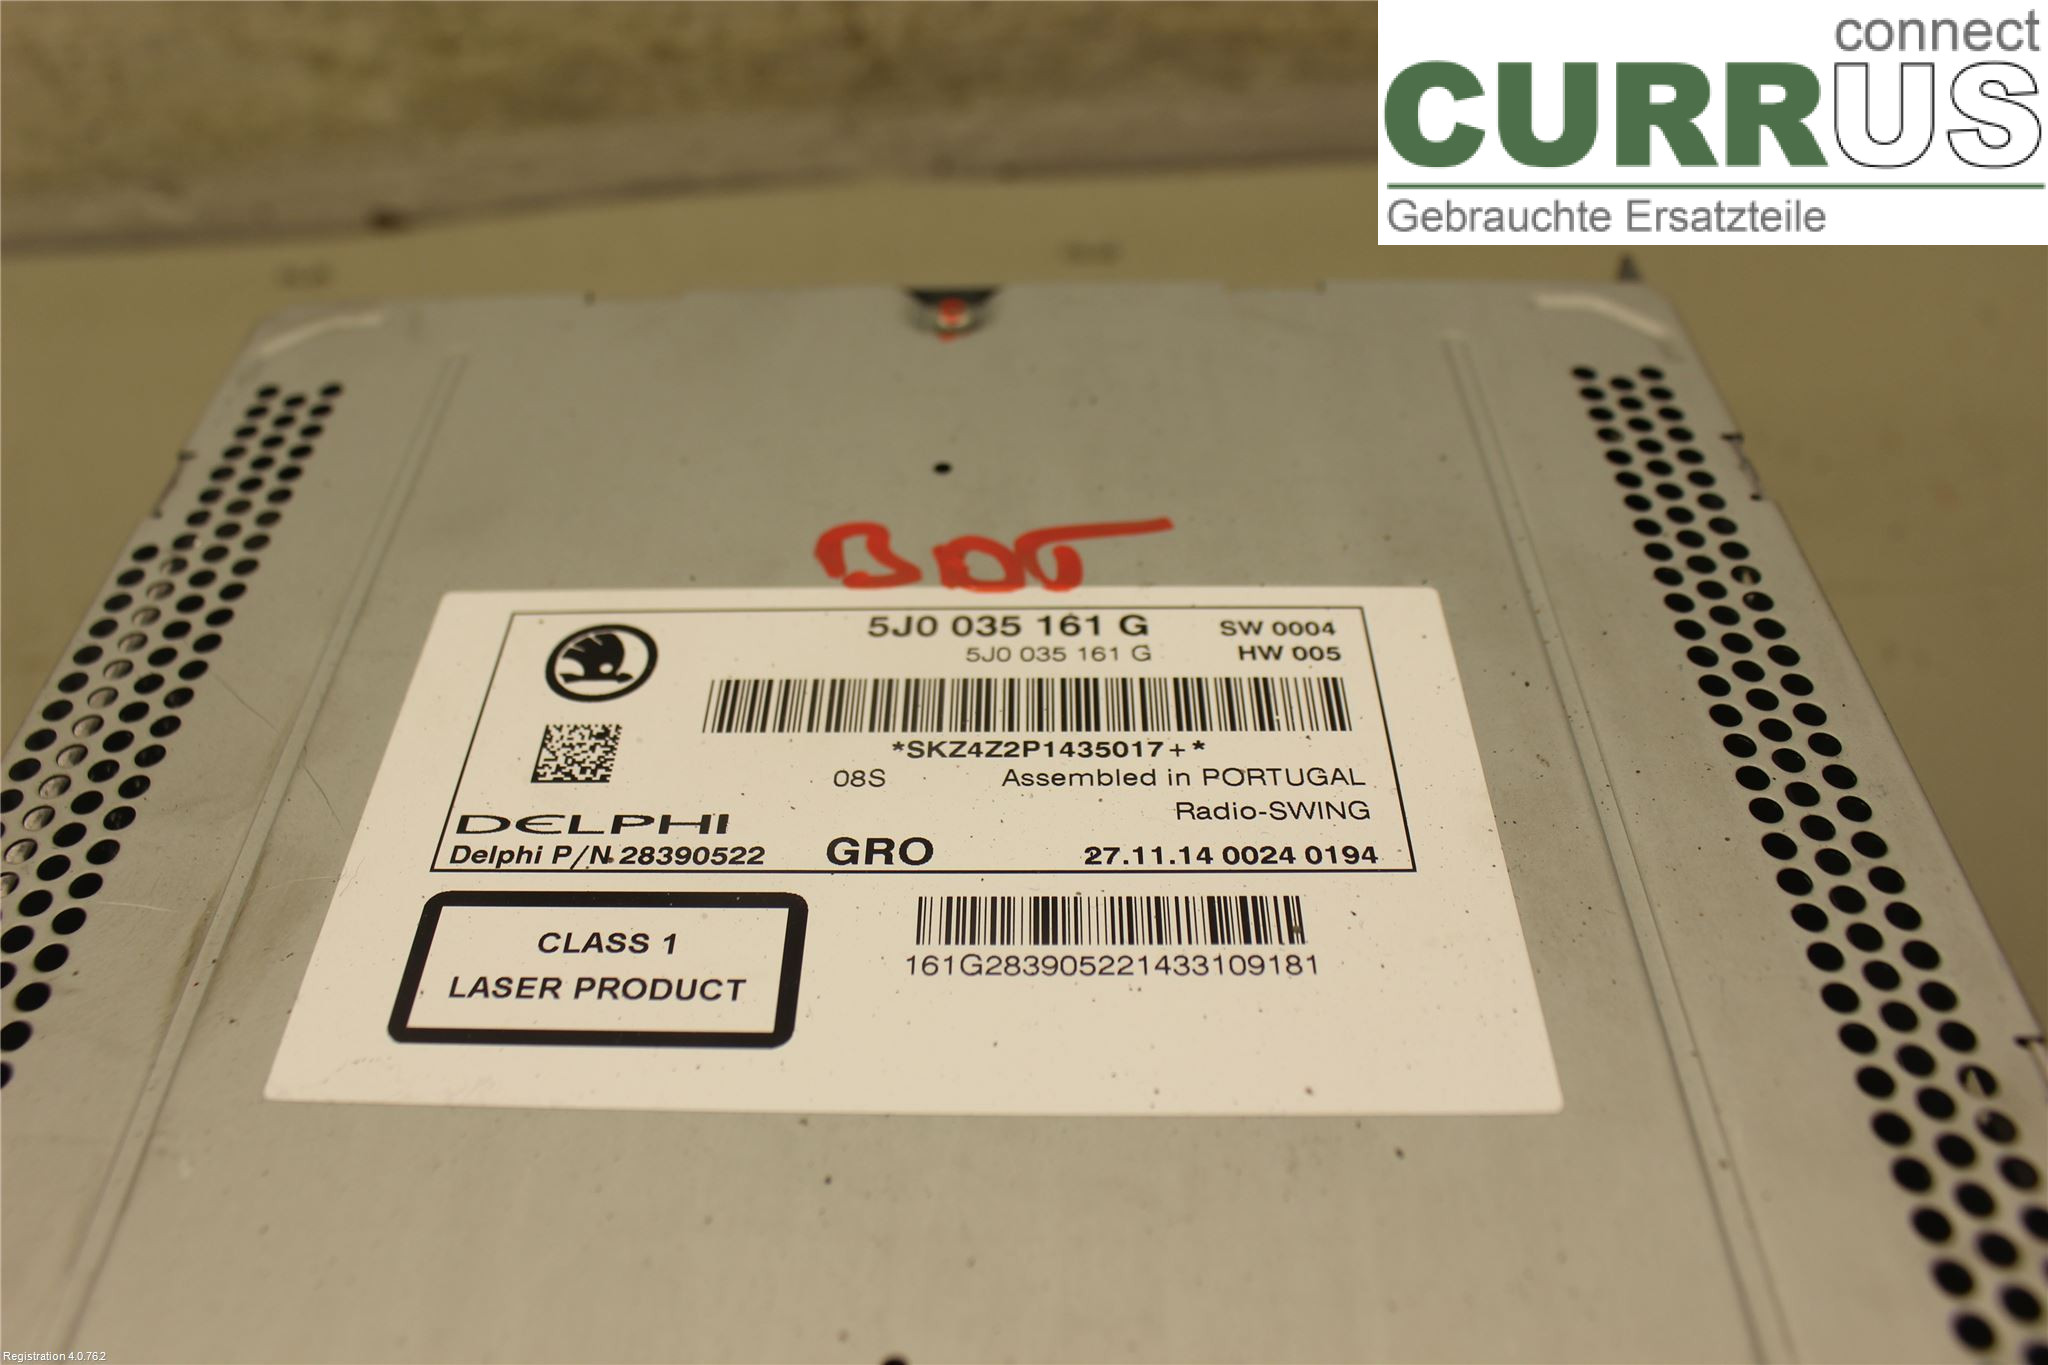 connect
CURRUS
Gebrauchte Ersatzteile
5J0 035 161 G SW 0004
5J0 035 161 G HW 005
*SKZ4Z2P1435017+*
08S Assembled in PORTUGAL
Radio-SWING
DELPHI
Delphi P/N 28390522 GRO 27.11.14 0024 0194
CLASS 1
LASER PRODUCT
161G283905221433109181
Registration 4.0.762